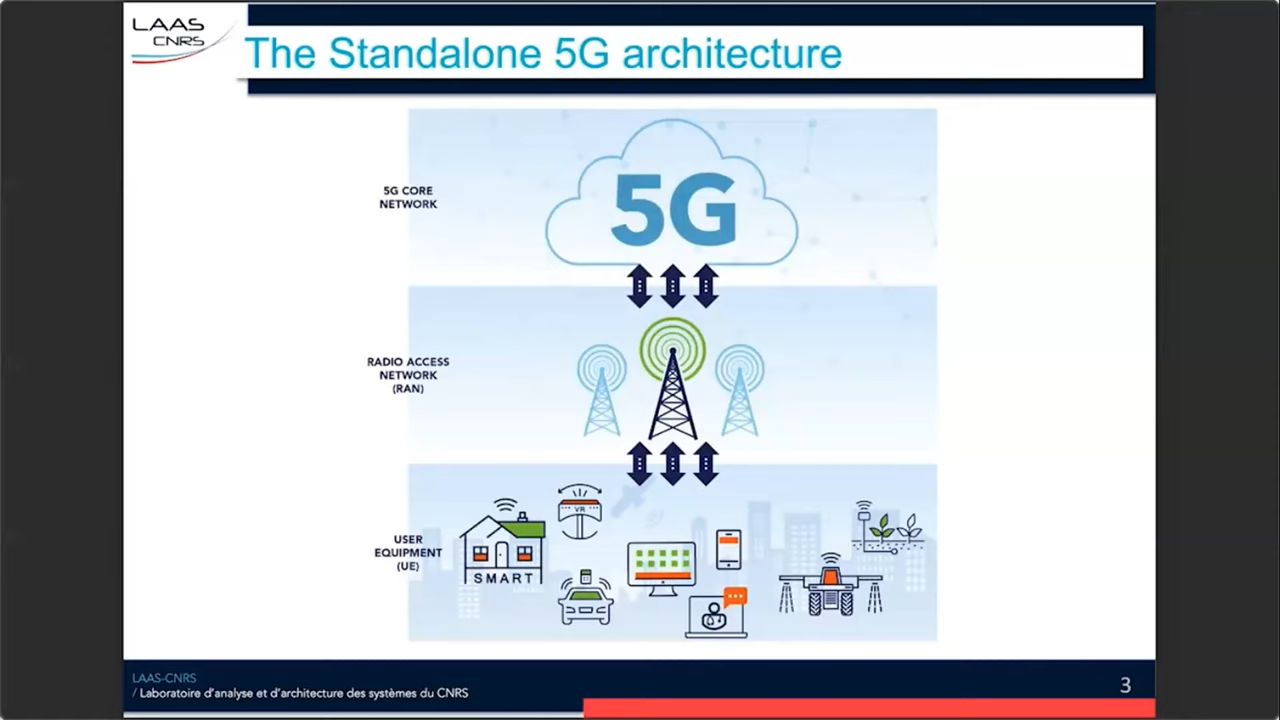 LAAS
CNRS
The Standalone 5G architecture
5G CORE
NETWORK
5G
RADIO ACCESS
NETWORK
(RAN)
USER
EQUIPMENT
(UE)
VR
SMART
LAAS-CNRS
/ Laboratoire d'analyse et d'architecture des systèmes du CNRS
3